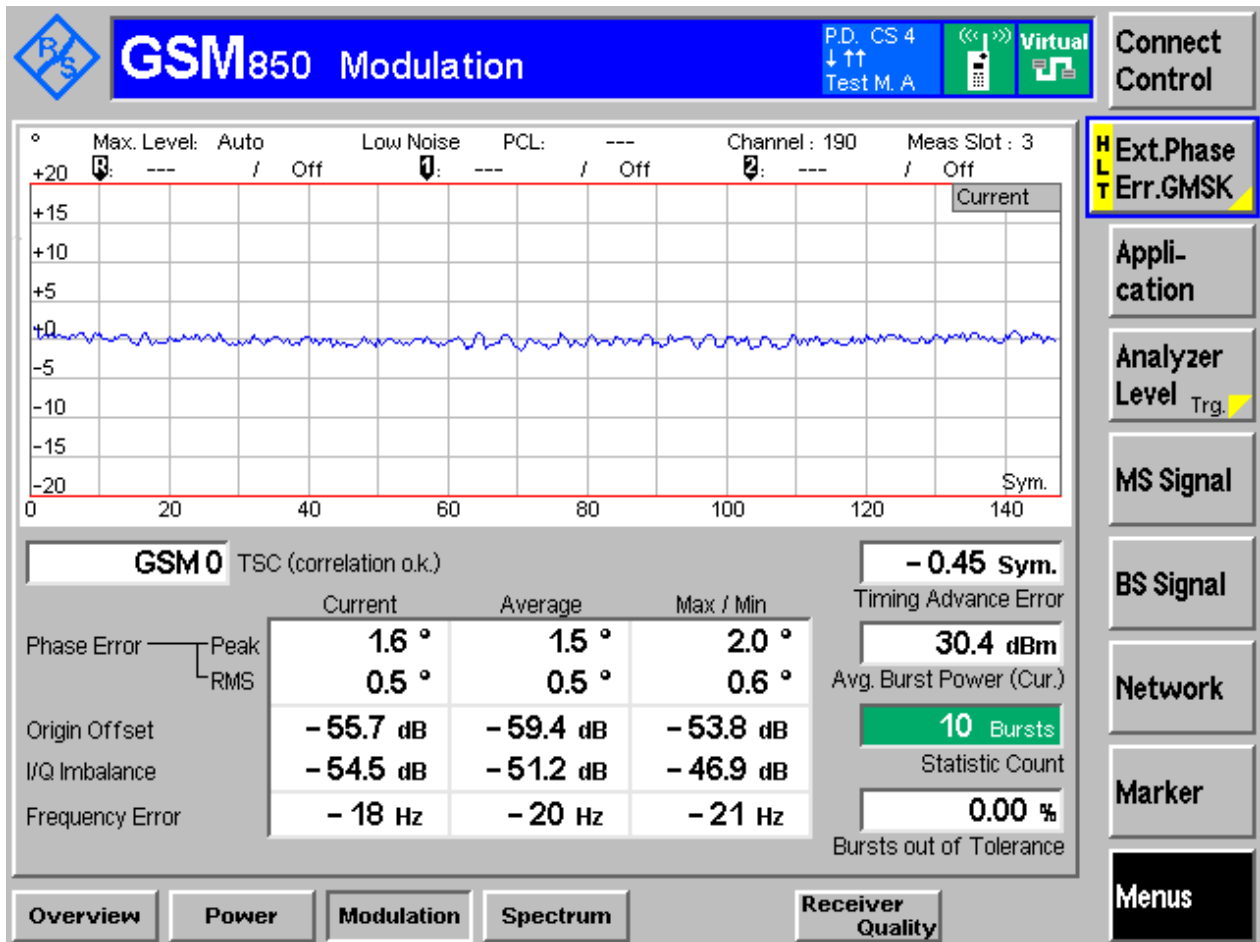 R/S
GSM850 Modulation
P.D. CS 4
↓ ↑↑
Test M. A
Virtual
Connect
Control
° Max. Level: Auto Low Noise PCL: --- Channel : 190 Meas Slot : 3
R: --- / Off 1: --- / Off 2: --- / Off
Current
+20
+15
+10
+5
+0
-5
-10
-15
-20
Sym.
0 20 40 60 80 100 120 140
GSM 0 TSC (correlation o.k.)
Current Average Max / Min
Phase Error Peak 1.6 ° 1.5 ° 2.0 °
RMS 0.5 ° 0.5 ° 0.6 °
Origin Offset – 55.7 dB – 59.4 dB – 53.8 dB
I/Q Imbalance – 54.5 dB – 51.2 dB – 46.9 dB
Frequency Error – 18 Hz – 20 Hz – 21 Hz
– 0.45 Sym.
Timing Advance Error
30.4 dBm
Avg. Burst Power (Cur.)
10 Bursts
Statistic Count
0.00 %
Bursts out of Tolerance
HLT
Ext.Phase
Err.GMSK
Appli-
cation
Analyzer
Level Trg.
MS Signal
BS Signal
Network
Marker
Menus
Overview Power Modulation Spectrum Receiver
Quality